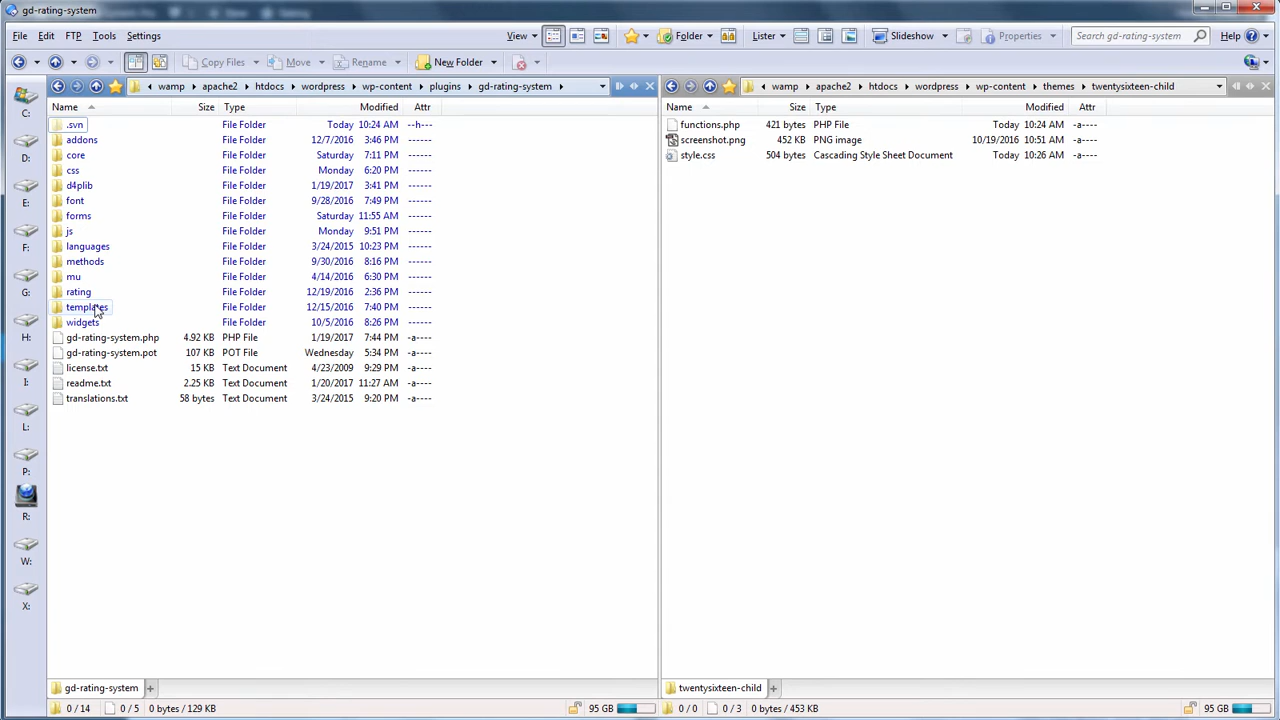 gd-rating-system
File Edit FTP Tools Settings View Folder Lister Slideshow Properties Search gd-rating-system Help
Copy Files Move Rename New Folder
wamp apache2 htdocs wordpress wp-content plugins gd-rating-system
wamp apache2 htdocs wordpress wp-content themes twentysixteen-child
Name Size Type Modified Attr
.svn File Folder Today 10:24 AM --h---
addons File Folder 12/7/2016 3:46 PM ------
core File Folder Saturday 7:11 PM ------
css File Folder Monday 6:20 PM ------
d4plib File Folder 1/19/2017 3:41 PM ------
font File Folder 9/28/2016 7:49 PM ------
forms File Folder Saturday 11:55 AM ------
js File Folder Monday 9:51 PM ------
languages File Folder 3/24/2015 10:23 PM ------
methods File Folder 9/30/2016 8:16 PM ------
mu File Folder 4/14/2016 6:30 PM ------
rating File Folder 12/19/2016 2:36 PM ------
templates File Folder 12/15/2016 7:40 PM ------
widgets File Folder 10/5/2016 8:26 PM ------
gd-rating-system.php 4.92 KB PHP File 1/19/2017 7:44 PM -a----
gd-rating-system.pot 107 KB POT File Wednesday 5:34 PM -a----
license.txt 15 KB Text Document 4/23/2009 9:29 PM -a----
readme.txt 2.25 KB Text Document 1/20/2017 11:27 AM -a----
translations.txt 58 bytes Text Document 3/24/2015 9:20 PM -a----
Name Size Type Modified Attr
functions.php 421 bytes PHP File Today 10:24 AM -a----
screenshot.png 452 KB PNG image 10/19/2016 10:51 AM -a----
style.css 504 bytes Cascading Style Sheet Document Today 10:26 AM -a----
C:
D:
E:
F:
G:
H:
I:
L:
P:
R:
W:
X:
gd-rating-system
twentysixteen-child
0 / 14 0 / 5 0 bytes / 129 KB 95 GB
0 / 0 0 / 3 0 bytes / 453 KB 95 GB